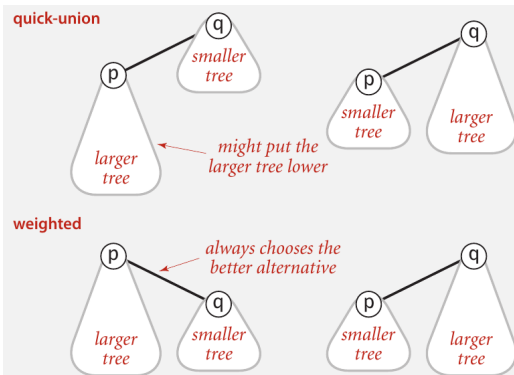 quick-union
p
q
smaller
tree
larger
tree
might put the
larger tree lower
p
smaller
tree
q
larger
tree
weighted
p
larger
tree
always chooses the
better alternative
q
smaller
tree
p
smaller
tree
q
larger
tree